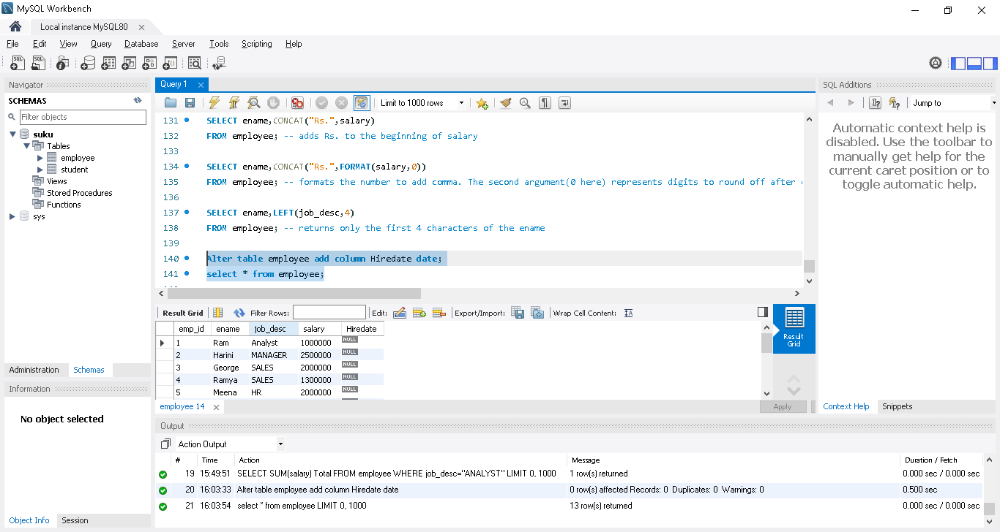 MySQL Workbench
Local instance MySQL80
File Edit View Query Database Server Tools Scripting Help
Navigator
SCHEMAS
Filter objects
suku
Tables
employee
student
Views
Stored Procedures
Functions
sys
Administration Schemas
Information
No object selected
Object Info Session
Query 1
Limit to 1000 rows
131 SELECT ename,CONCAT("Rs.",salary)
132 FROM employee; -- adds Rs. to the beginning of salary
133
134 SELECT ename,CONCAT("Rs.",FORMAT(salary,0))
135 FROM employee; -- formats the number to add comma. The second argument(0 here) represents digits to round off after
136
137 SELECT ename,LEFT(job_desc,4)
138 FROM employee; -- returns only the first 4 characters of the ename
139
140 Alter table employee add column Hiredate date;
141 select * from employee;
Result Grid Filter Rows: Edit: Export/Import: Wrap Cell Content:
emp_id ename job_desc salary Hiredate
1 Ram Analyst 1000000 NULL
2 Harini MANAGER 2500000 NULL
3 George SALES 2000000 NULL
4 Ramya SALES 1300000 NULL
5 Meena HR 2000000 NULL
Result
Grid
employee 14
Apply
Output
Action Output
# Time Action Message Duration / Fetch
19 15:49:51 SELECT SUM(salary) Total FROM employee WHERE job_desc="ANALYST" LIMIT 0, 1000 1 row(s) returned 0.000 sec / 0.000 sec
20 16:03:33 Alter table employee add column Hiredate date 0 row(s) affected Records: 0 Duplicates: 0 Warnings: 0 0.500 sec
21 16:03:54 select * from employee LIMIT 0, 1000 13 row(s) returned 0.000 sec / 0.000 sec
SQL Additions
Jump to
Automatic context help is
disabled. Use the toolbar to
manually get help for the
current caret position or to
toggle automatic help.
Context Help Snippets